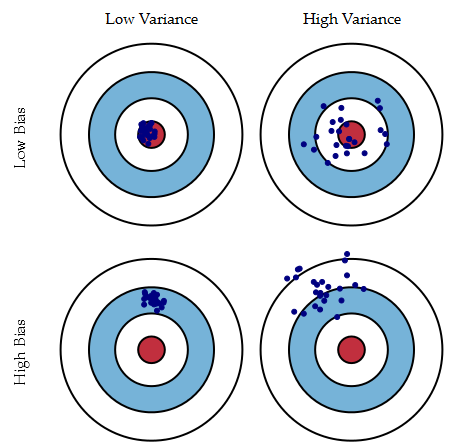 Low Variance
High Variance
Low Bias
High Bias